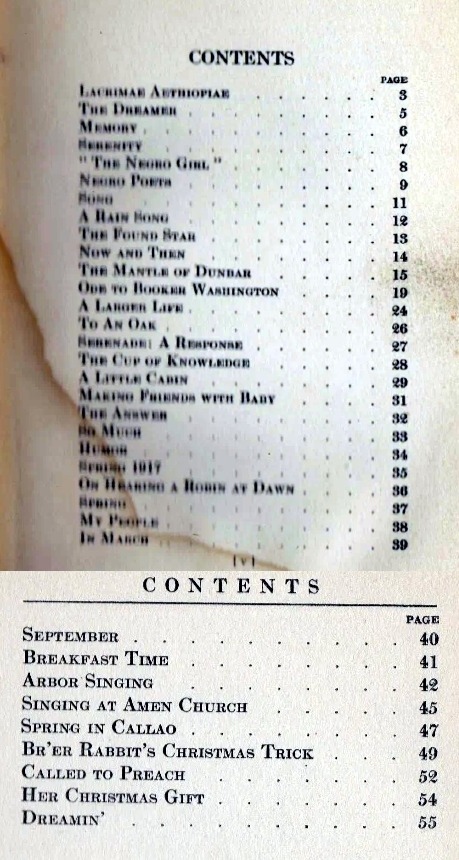 CONTENTS
PAGE
LACRIMAE AETHIOPIAE . . . . . . 3
THE DREAMER . . . . . . . 5
MEMORY . . . . . . . . 6
SERENITY . . . . . . . 7
"THE NEGRO GIRL" . . . . . . 8
NEGRO POETS . . . . . . . 9
SONG . . . . . . . . 11
A RAIN SONG . . . . . . . 12
THE FOUND STAR . . . . . . 13
NOW AND THEN . . . . . . 14
THE MANTLE OF DUNBAR . . . . . 15
ODE TO BOOKER WASHINGTON . . . . 19
A LARGER LIFE . . . . . . . 24
TO AN OAK . . . . . . . 26
SERENADE: A RESPONSE . . . . . 27
THE CUP OF KNOWLEDGE . . . . . 28
A LITTLE CABIN . . . . . . 29
MAKING FRIENDS WITH BABY . . . . 31
THE ANSWER . . . . . . . 32
SO MUCH . . . . . . . 33
HUMOR . . . . . . . . 34
SPRING 1917 . . . . . . . 35
ON HEARING A ROBIN AT DAWN . . . . 36
SPRING . . . . . . . . 37
MY PEOPLE . . . . . . . 38
IN MARCH . . . . . . . 39
[v]
CONTENTS
PAGE
SEPTEMBER . . . . . . . . 40
BREAKFAST TIME . . . . . . 41
ARBOR SINGING . . . . . . . 42
SINGING AT AMEN CHURCH . . . . 45
SPRING IN CALLAO . . . . . . 47
BR'ER RABBIT'S CHRISTMAS TRICK . . . 49
CALLED TO PREACH . . . . . . 52
HER CHRISTMAS GIFT . . . . . 54
DREAMIN' . . . . . . . . 55